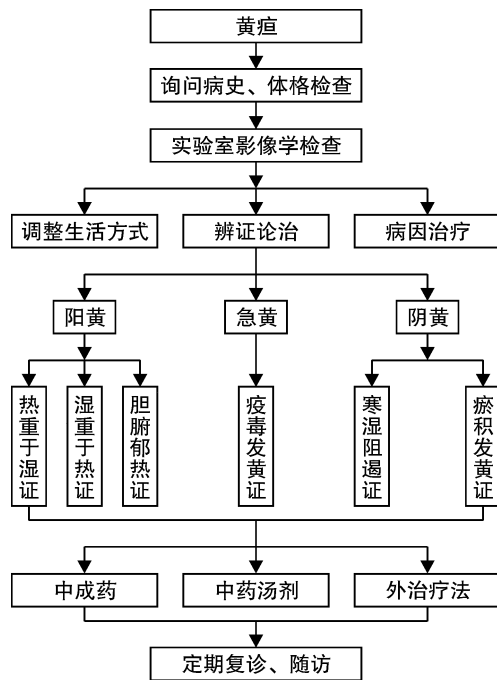 黄疸
询问病史、体格检查
实验室影像学检查
调整生活方式
辨证论治
病因治疗
阳黄
急黄
阴黄
热重于湿证
湿重于热证
胆腑郁热证
疫毒发黄证
寒湿阻遏证
瘀积发黄证
中成药
中药汤剂
外治疗法
定期复诊、随访